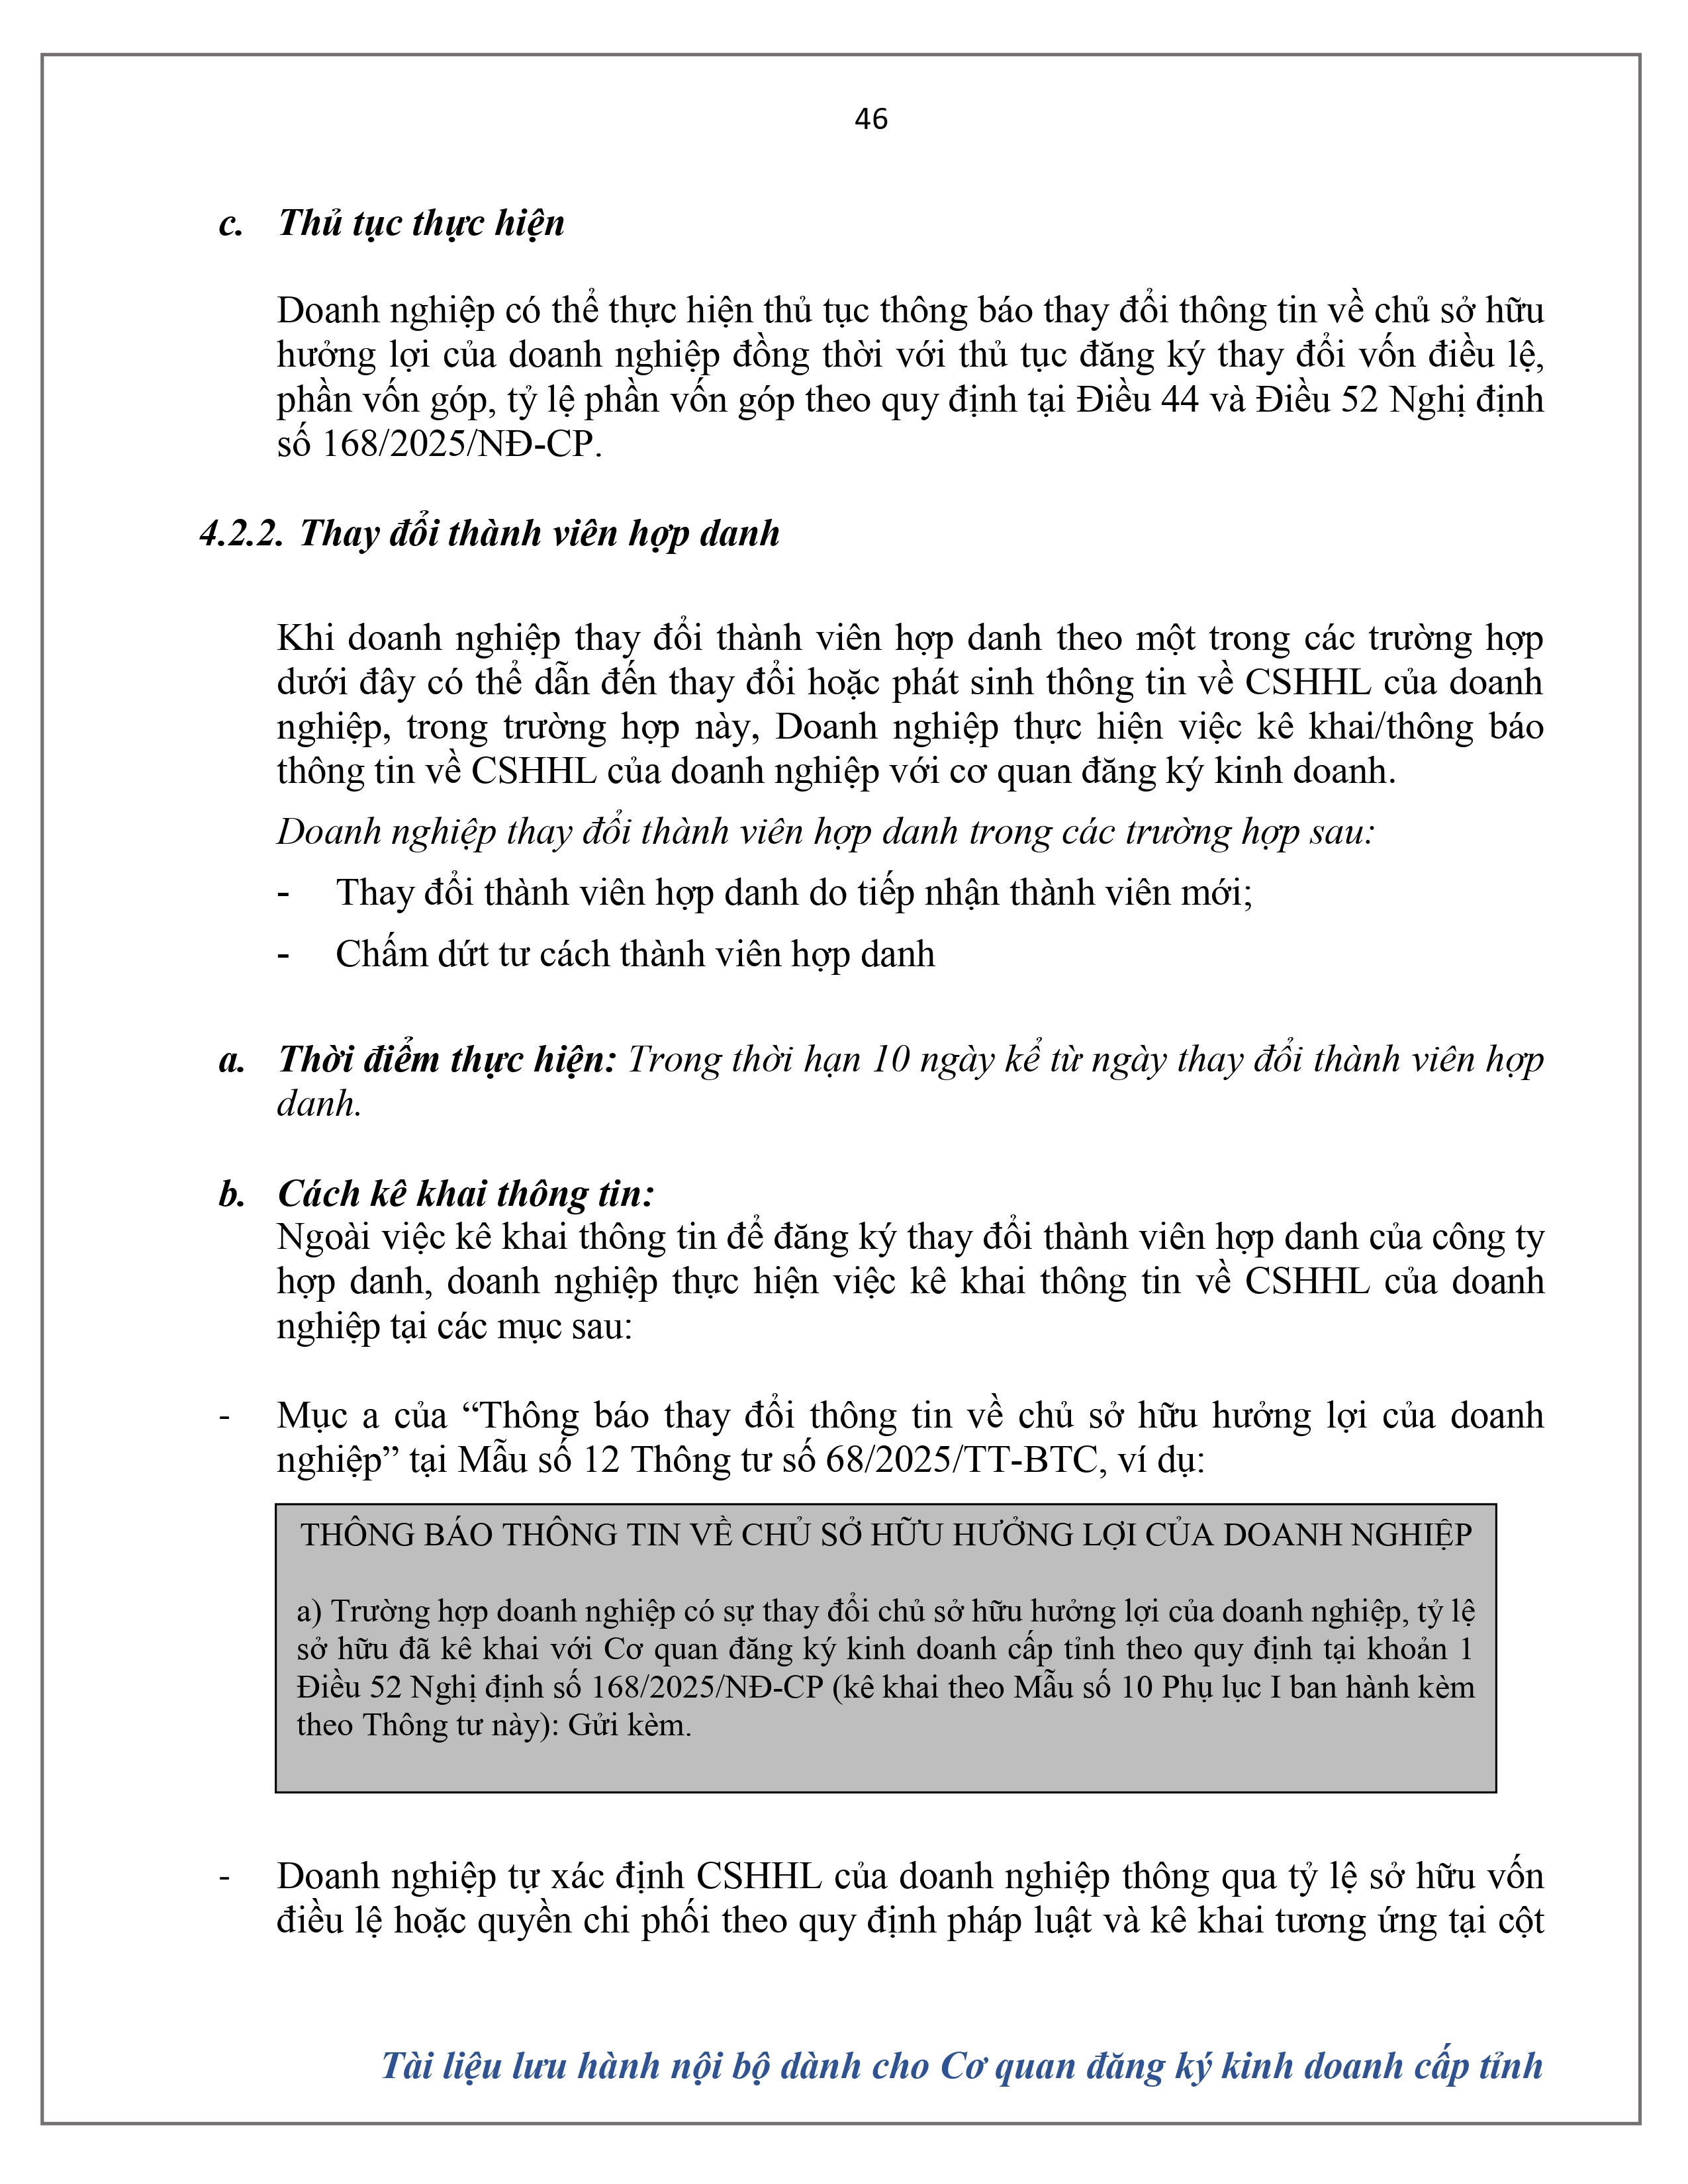 46
c. Thủ tục thực hiện
Doanh nghiệp có thể thực hiện thủ tục thông báo thay đổi thông tin về chủ sở hữu
hưởng lợi của doanh nghiệp đồng thời với thủ tục đăng ký thay đổi vốn điều lệ,
phần vốn góp, tỷ lệ phần vốn góp theo quy định tại Điều 44 và Điều 52 Nghị định
số 168/2025/NĐ-CP.
4.2.2. Thay đổi thành viên hợp danh
Khi doanh nghiệp thay đổi thành viên hợp danh theo một trong các trường hợp
dưới đây có thể dẫn đến thay đổi hoặc phát sinh thông tin về CSHHL của doanh
nghiệp, trong trường hợp này, Doanh nghiệp thực hiện việc kê khai/thông báo
thông tin về CSHHL của doanh nghiệp với cơ quan đăng ký kinh doanh.
Doanh nghiệp thay đổi thành viên hợp danh trong các trường hợp sau:
- Thay đổi thành viên hợp danh do tiếp nhận thành viên mới;
- Chấm dứt tư cách thành viên hợp danh
a. Thời điểm thực hiện: Trong thời hạn 10 ngày kể từ ngày thay đổi thành viên hợp
danh.
b. Cách kê khai thông tin:
Ngoài việc kê khai thông tin để đăng ký thay đổi thành viên hợp danh của công ty
hợp danh, doanh nghiệp thực hiện việc kê khai thông tin về CSHHL của doanh
nghiệp tại các mục sau:
- Mục a của “Thông báo thay đổi thông tin về chủ sở hữu hưởng lợi của doanh
nghiệp” tại Mẫu số 12 Thông tư số 68/2025/TT-BTC, ví dụ:
THÔNG BÁO THÔNG TIN VỀ CHỦ SỞ HỮU HƯỞNG LỢI CỦA DOANH NGHIỆP
a) Trường hợp doanh nghiệp có sự thay đổi chủ sở hữu hưởng lợi của doanh nghiệp, tỷ lệ
sở hữu đã kê khai với Cơ quan đăng ký kinh doanh cấp tỉnh theo quy định tại khoản 1
Điều 52 Nghị định số 168/2025/NĐ-CP (kê khai theo Mẫu số 10 Phụ lục I ban hành kèm
theo Thông tư này): Gửi kèm.
- Doanh nghiệp tự xác định CSHHL của doanh nghiệp thông qua tỷ lệ sở hữu vốn
điều lệ hoặc quyền chi phối theo quy định pháp luật và kê khai tương ứng tại cột
Tài liệu lưu hành nội bộ dành cho Cơ quan đăng ký kinh doanh cấp tỉnh